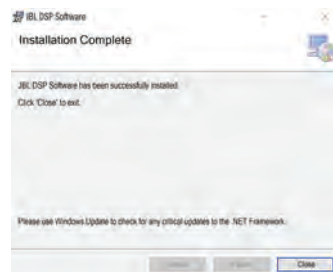 JBL DSP Software
Installation Complete
JBL DSP Software has been successfully installed.
Click 'Close' to exit.
Please use Windows Update to check for any critical updates to the .NET Framework.
Close